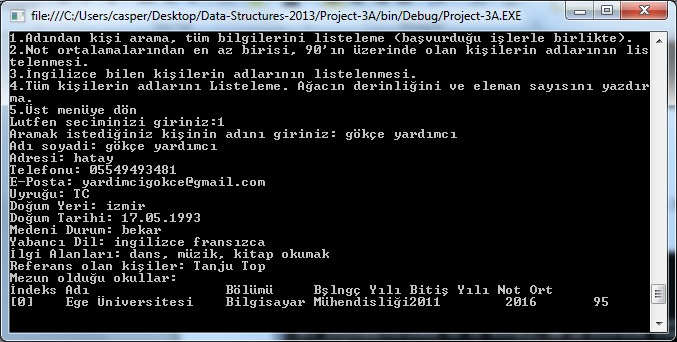 file:///C:/Users/casper/Desktop/Data-Structures-2013/Project-3A/bin/Debug/Project-3A.EXE
1.Adından kişi arama, tüm bilgilerini listeleme (başvurduğu işlerle birlikte).
2.Not ortalamalarından en az birisi, 90'ın üzerinde olan kişilerin adlarının lis
telenmesi.
3.İngilizce bilen kişilerin adlarının listelenmesi.
4.Tüm kişilerin adlarını Listeleme. Ağacın derinliğini ve eleman sayısını yazdır
ma.
5.Üst menüye dön
Lutfen seciminizi giriniz:1
Aramak istediğiniz kişinin adını giriniz: gökçe yardımcı
Adı soyadi: gökçe yardımcı
Adresi: hatay
Telefonu: 05549493481
E-Posta: yardimcigokce@gmail.com
Uyruğu: TC
Doğum Yeri: izmir
Doğum Tarihi: 17.05.1993
Medeni Durum: bekar
Yabancı Dil: ingilizce fransızca
İlgi Alanları: dans, müzik, kitap okumak
Referans olan kişiler: Tanju Top
Mezun olduğu okullar:
İndeks Adı Bölümü Bşlngç Yılı Bitiş Yılı Not Ort
[0] Ege Üniversitesi Bilgisayar Mühendisliği2011 2016 95